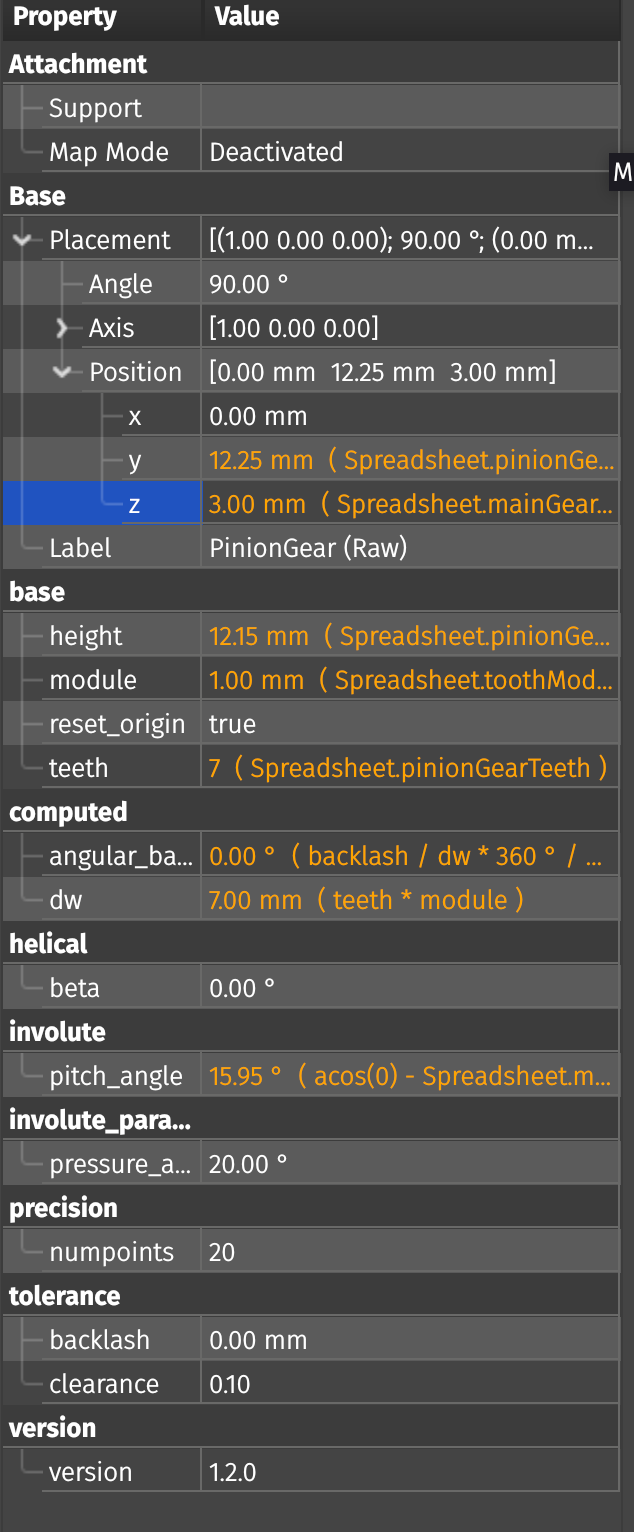 Property Value
Attachment
Support
Map Mode Deactivated
M
Base
Placement [(1.00 0.00 0.00); 90.00 °; (0.00 m...
Angle 90.00 °
Axis [1.00 0.00 0.00]
Position [0.00 mm 12.25 mm 3.00 mm]
x 0.00 mm
y 12.25 mm ( Spreadsheet.pinionGe...
z 3.00 mm ( Spreadsheet.mainGear...
Label PinionGear (Raw)
base
height 12.15 mm ( Spreadsheet.pinionGe...
module 1.00 mm ( Spreadsheet.toothMod...
reset_origin true
teeth 7 ( Spreadsheet.pinionGearTeeth )
computed
angular_ba... 0.00 ° ( backlash / dw * 360 ° / ...
dw 7.00 mm ( teeth * module )
helical
beta 0.00 °
involute
pitch_angle 15.95 ° ( acos(0) - Spreadsheet.m...
involute_para...
pressure_a... 20.00 °
precision
numpoints 20
tolerance
backlash 0.00 mm
clearance 0.10
version
version 1.2.0